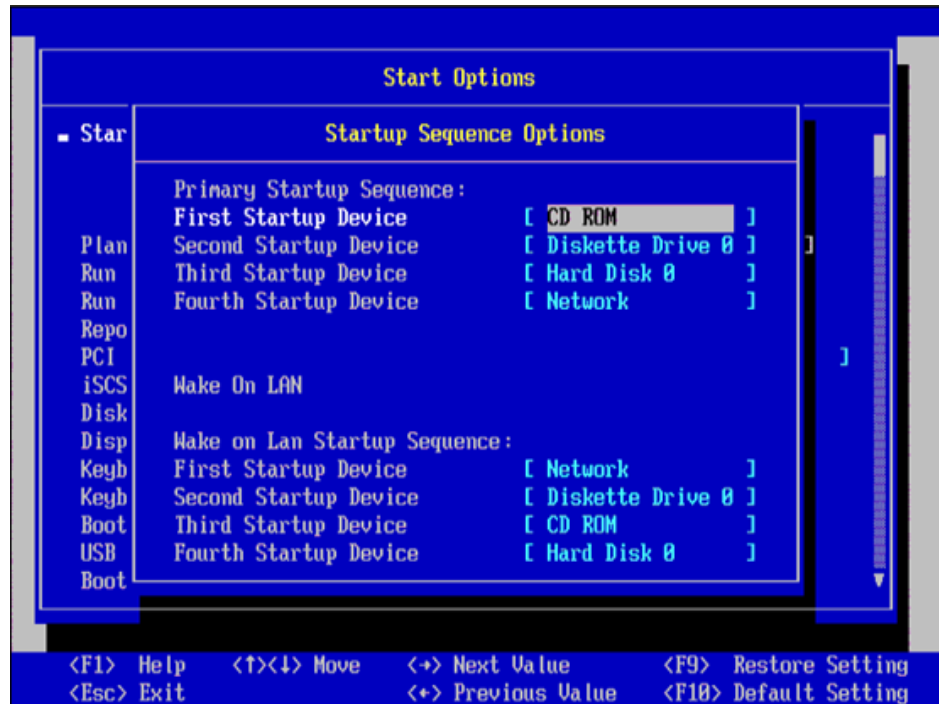 Start Options
▬ Star
Startup Sequence Options
Primary Startup Sequence:
First Startup Device [ CD ROM ]
Plan
Second Startup Device [ Diskette Drive 0 ] ]
Run
Third Startup Device [ Hard Disk 0 ]
Run
Fourth Startup Device [ Network ]
Repo
PCI ]
iSCS
Wake On LAN
Disk
Disp
Wake on Lan Startup Sequence:
Keyb
First Startup Device [ Network ]
Keyb
Second Startup Device [ Diskette Drive 0 ]
Boot
Third Startup Device [ CD ROM ]
USB
Fourth Startup Device [ Hard Disk 0 ]
Boot
<F1> Help <↑><↓> Move <→> Next Value <F9> Restore Setting
<Esc> Exit <←> Previous Value <F10> Default Setting